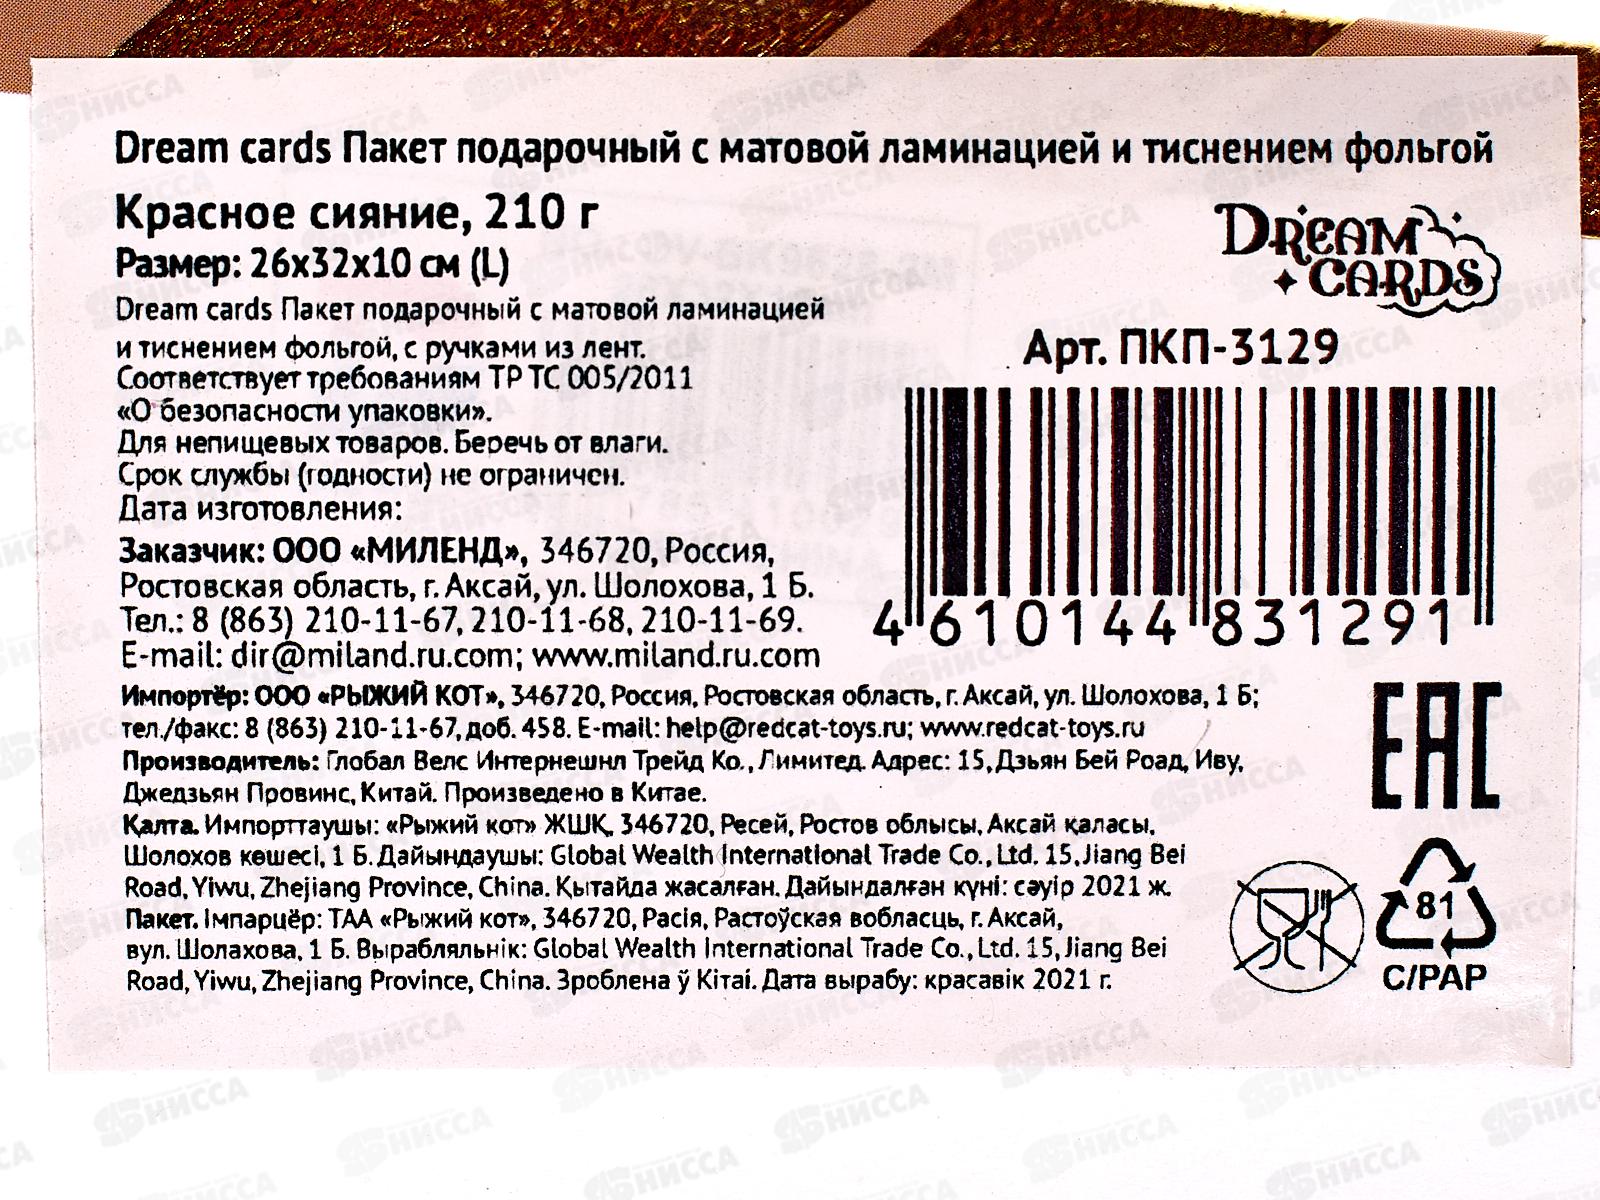 Dream cards Пакет подарочный с матовой ламинацией и тиснением фольгой
Красное сияние, 210 г
Размер: 26х32х10 см (L)
Dream cards Пакет подарочный с матовой ламинацией
и тиснением фольгой, с ручками из лент.
Соответствует требованиям ТР ТС 005/2011
«О безопасности упаковки».
Для непищевых товаров. Беречь от влаги.
Срок службы (годности) не ограничен.
Дата изготовления:
Заказчик: ООО «МИЛЕНД», 346720, Россия,
Ростовская область, г. Аксай, ул. Шолохова, 1 Б.
Тел.: 8 (863) 210-11-67, 210-11-68, 210-11-69.
E-mail: dir@miland.ru.com; www.miland.ru.com
DREAM
CARDS
Арт. ПКП-3129
4 610144 831291
Импортёр: ООО «РЫЖИЙ КОТ», 346720, Россия, Ростовская область, г. Аксай, ул. Шолохова, 1 Б;
тел./факс: 8 (863) 210-11-67, доб. 458. E-mail: help@redcat-toys.ru; www.redcat-toys.ru
Производитель: Глобал Велс Интернешнл Трейд Ко., Лимитед. Адрес: 15, Дзьян Бей Роад, Иву,
Джедзьян Провинс, Китай. Произведено в Китае.
Қалта. Импорттаушы: «Рыжий кот» ЖШҚ, 346720, Ресей, Ростов облысы, Аксай қаласы,
Шолохов көшесі, 1 Б. Дайындаушы: Global Wealth International Trade Co., Ltd. 15, Jiang Bei
Road, Yiwu, Zhejiang Province, China. Қытайда жасалған. Дайындалған күні: сәуір 2021 ж.
Пакет. Імпарцёр: ТАА «Рыжий кот», 346720, Расія, Растоўская вобласць, г. Аксай,
вул. Шолахова, 1 Б. Вырабляльнік: Global Wealth International Trade Co., Ltd. 15, Jiang Bei
Road, Yiwu, Zhejiang Province, China. Зроблена ў Кітаі. Дата вырабу: красавік 2021 г.
ЕАС
81
C/PAP
НИССА